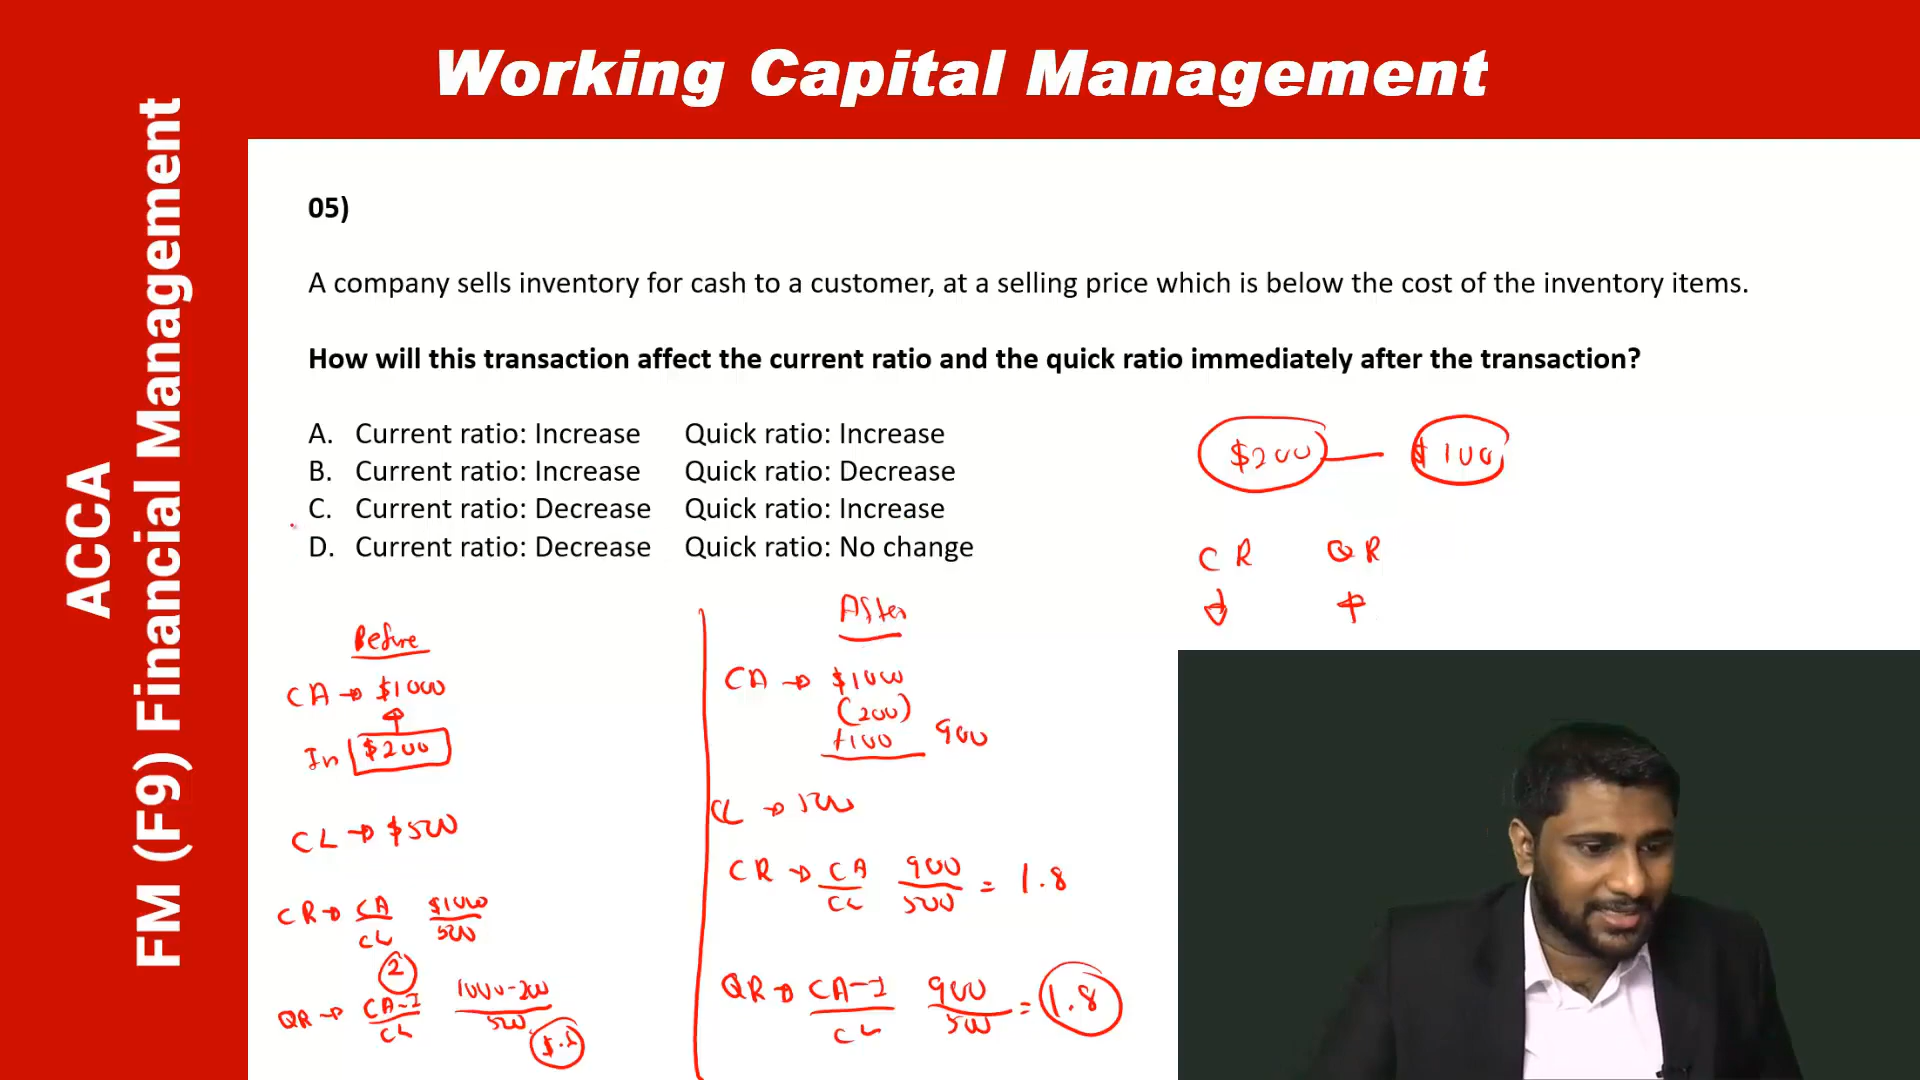 Working Capital Management
ACCA
FM (F9) Financial Management
05)
A company sells inventory for cash to a customer, at a selling price which is below the cost of the inventory items.
How will this transaction affect the current ratio and the quick ratio immediately after the transaction?
A. Current ratio: Increase Quick ratio: Increase
B. Current ratio: Increase Quick ratio: Decrease
C. Current ratio: Decrease Quick ratio: Increase
D. Current ratio: Decrease Quick ratio: No change
$200 — $100
CR QR
↓ ↑
Before
CA → $1000
In $200
CL → $500
CR → CA/CL $1000/500
2
QR → CA-I/CL 1000-200/500
After
CA → $1000
(200)
+100 900
CL → 500
CR → CA/CL 900/500 = 1.8
QR → CA-I/CL 900/500 = 1.8